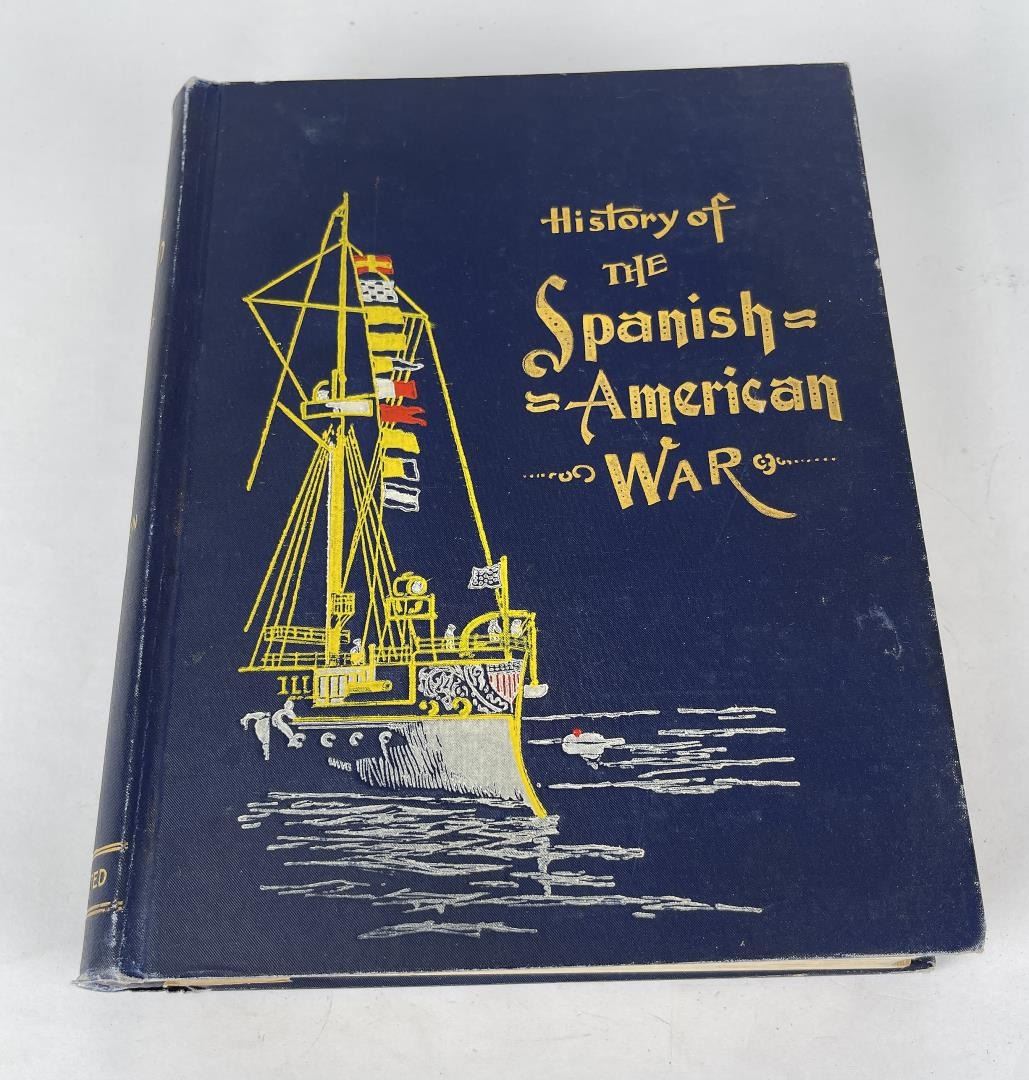 History of
THE
Spanish=
=American
WAR